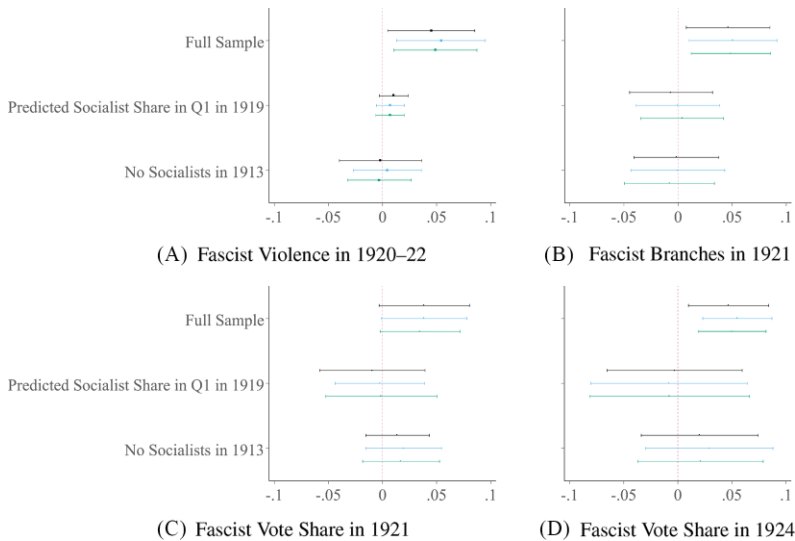 Full Sample
Predicted Socialist Share in Q1 in 1919
No Socialists in 1913
-.1 -.05 0 .05 .1 -.1 -.05 0 .05 .1
(A) Fascist Violence in 1920–22 (B) Fascist Branches in 1921
Full Sample
Predicted Socialist Share in Q1 in 1919
No Socialists in 1913
-.1 -.05 0 .05 .1 -.1 -.05 0 .05 .1
(C) Fascist Vote Share in 1921 (D) Fascist Vote Share in 1924